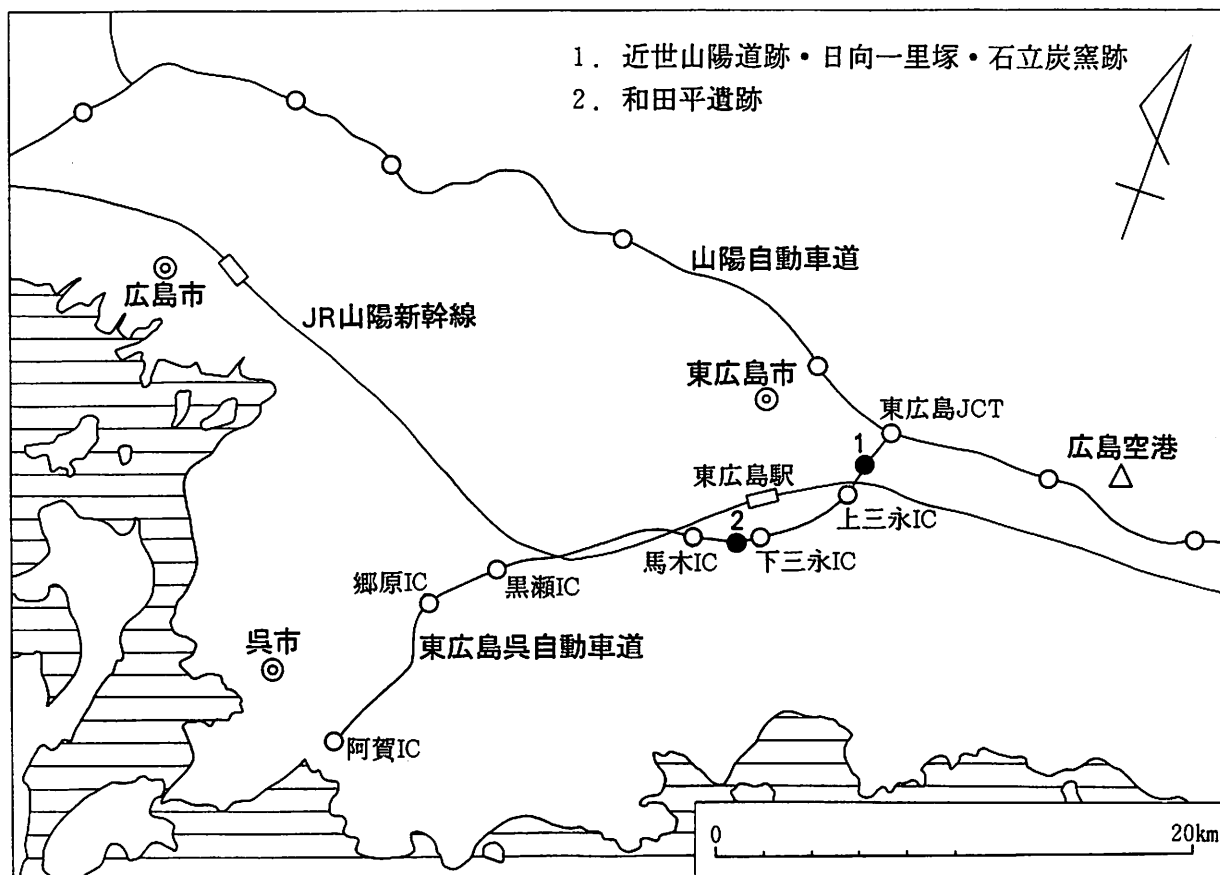 1．近世山陽道跡・日向一里塚・石立炭窯跡
2．和田平遺跡
山陽自動車道
広島市
JR山陽新幹線
東広島市
東広島JCT
1
広島空港
東広島駅
上三永IC
2
馬木IC
下三永IC
黒瀬IC
郷原IC
東広島呉自動車道
呉市
阿賀IC
0
20km